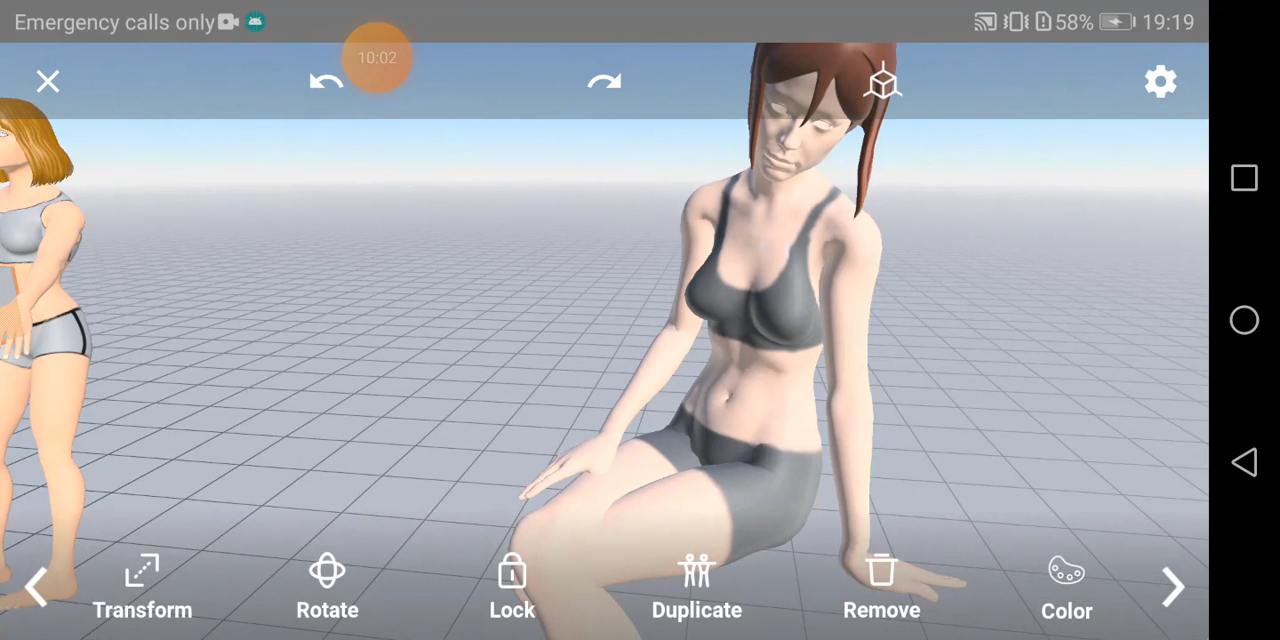 Emergency calls only 58% 19:19
10:02
Transform Rotate Lock Duplicate Remove Color